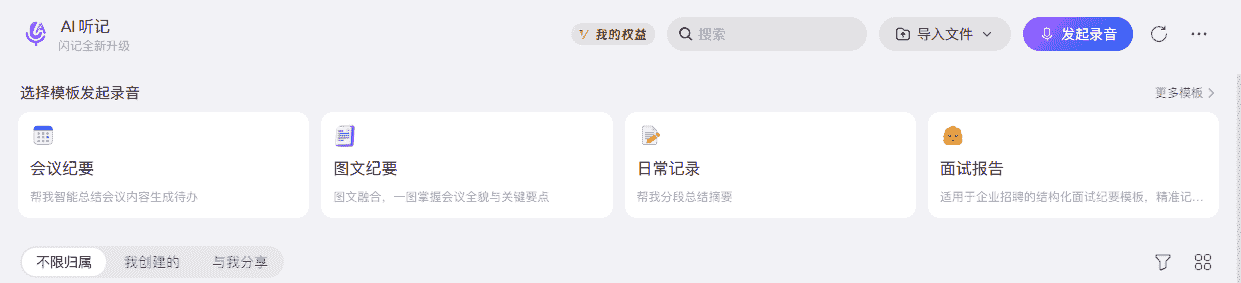 AI 听记
闪记全新升级
我的权益
搜索
导入文件
发起录音
选择模板发起录音
更多模板
会议纪要
帮我智能总结会议内容生成待办
图文纪要
图文融合，一图掌握会议全貌与关键要点
日常记录
帮我分段总结摘要
面试报告
适用于企业招聘的结构化面试纪要模板，精准记...
不限归属
我创建的
与我分享